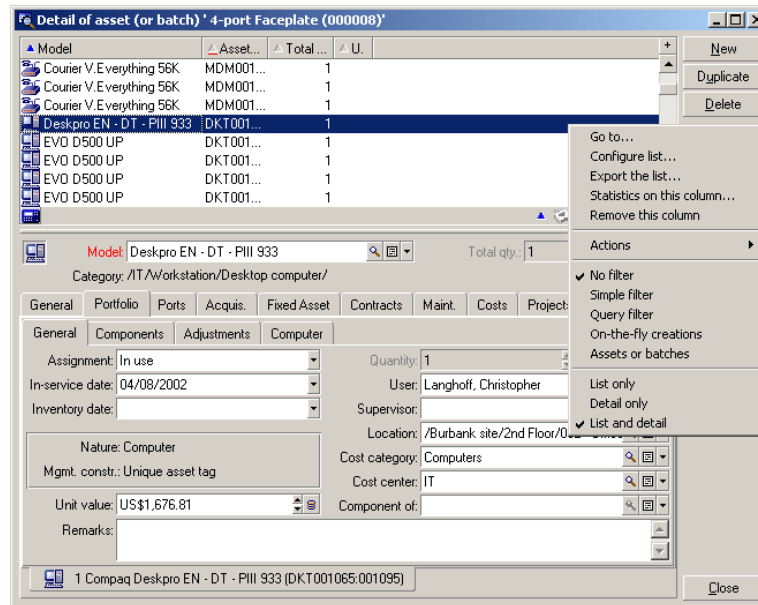 Detail of asset (or batch) ' 4-port Faceplate (000008)'
Model Asset... Total ... U. +
New
Courier V.Everything 56K MDM001... 1
Duplicate
Courier V.Everything 56K MDM001... 1
Courier V.Everything 56K MDM001... 1
Delete
Deskpro EN - DT - PIII 933 DKT001... 1
EVO D500 UP DKT001... 1
EVO D500 UP DKT001... 1
EVO D500 UP DKT001... 1
EVO D500 UP DKT001... 1
Go to...
Configure list...
Export the list...
Statistics on this column...
Remove this column
Actions
No filter
Simple filter
Query filter
On-the-fly creations
Assets or batches
List only
Detail only
List and detail
Model: Deskpro EN - DT - PIII 933 Total qty.: 1
Category: /IT/Workstation/Desktop computer/
General Portfolio Ports Acquis. Fixed Asset Contracts Maint. Costs Project
General Components Adjustments Computer
Assignment: In use Quantity: 1
In-service date: 04/08/2002 User: Langhoff, Christopher
Inventory date: Supervisor:
Location: /Burbank site/2nd Floor/
Nature: Computer
Cost category: Computers
Mgmt. constr.: Unique asset tag
Cost center: IT
Unit value: US$1,676.81 Component of:
Remarks:
1 Compaq Deskpro EN - DT - PIII 933 (DKT001065:001095)
Close